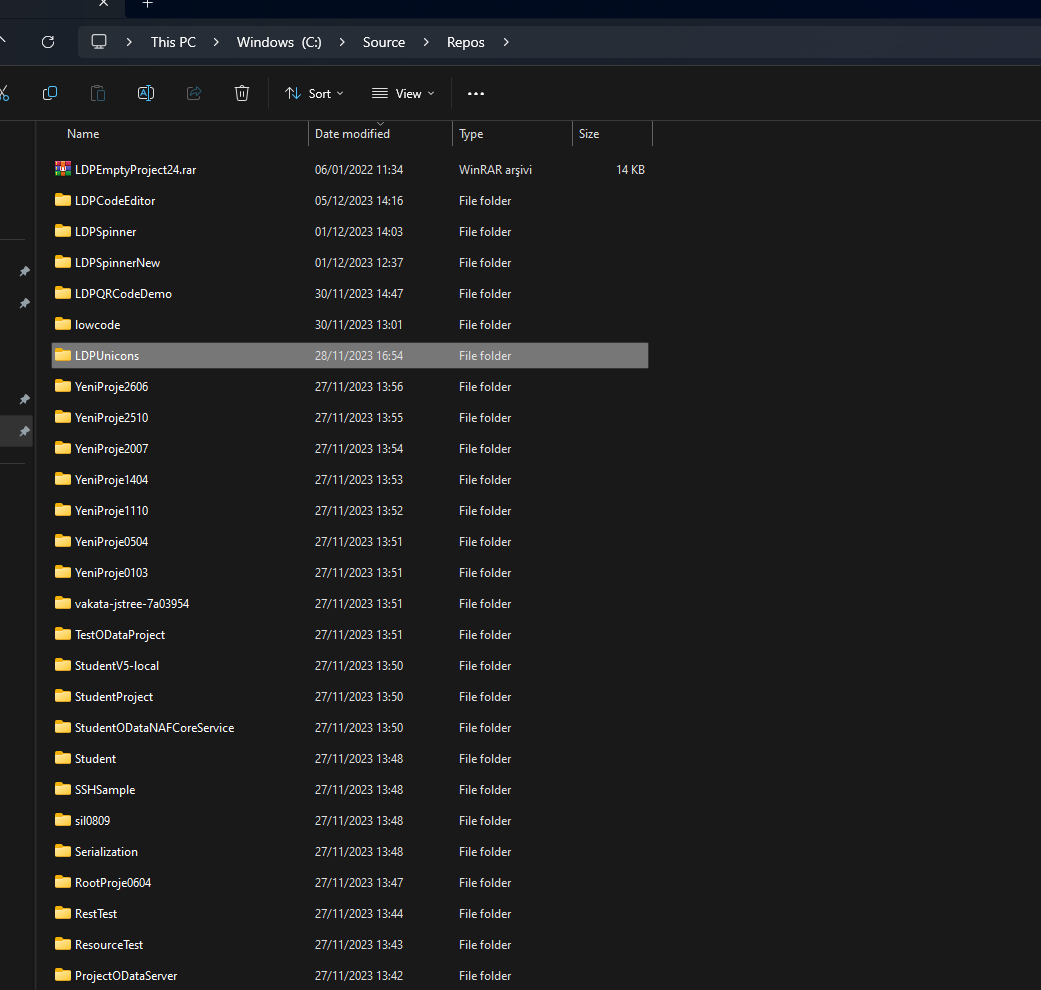 This PC > Windows (C:) > Source > Repos >
Sort View
Name Date modified Type Size
LDPEmptyProject24.rar 06/01/2022 11:34 WinRAR arşivi 14 KB
LDPCodeEditor 05/12/2023 14:16 File folder
LDPSpinner 01/12/2023 14:03 File folder
LDPSpinnerNew 01/12/2023 12:37 File folder
LDPQRCodeDemo 30/11/2023 14:47 File folder
lowcode 30/11/2023 13:01 File folder
LDPUnicons 28/11/2023 16:54 File folder
YeniProje2606 27/11/2023 13:56 File folder
YeniProje2510 27/11/2023 13:55 File folder
YeniProje2007 27/11/2023 13:54 File folder
YeniProje1404 27/11/2023 13:53 File folder
YeniProje1110 27/11/2023 13:52 File folder
YeniProje0504 27/11/2023 13:51 File folder
YeniProje0103 27/11/2023 13:51 File folder
vakata-jstree-7a03954 27/11/2023 13:51 File folder
TestODataProject 27/11/2023 13:51 File folder
StudentV5-local 27/11/2023 13:50 File folder
StudentProject 27/11/2023 13:50 File folder
StudentODataNAFCoreService 27/11/2023 13:50 File folder
Student 27/11/2023 13:48 File folder
SSHSample 27/11/2023 13:48 File folder
sil0809 27/11/2023 13:48 File folder
Serialization 27/11/2023 13:48 File folder
RootProje0604 27/11/2023 13:47 File folder
RestTest 27/11/2023 13:44 File folder
ResourceTest 27/11/2023 13:43 File folder
ProjectODataServer 27/11/2023 13:42 File folder